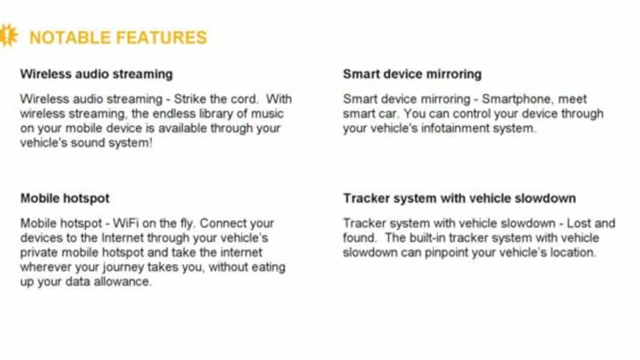 NOTABLE FEATURES
Wireless audio streaming
Wireless audio streaming - Strike the cord. With
wireless streaming, the endless library of music
on your mobile device is available through your
vehicle's sound system!
Smart device mirroring
Smart device mirroring - Smartphone, meet
smart car. You can control your device through
your vehicle's infotainment system.
Mobile hotspot
Mobile hotspot - WiFi on the fly. Connect your
devices to the Internet through your vehicle's
private mobile hotspot and take the internet
wherever your journey takes you, without eating
up your data allowance.
Tracker system with vehicle slowdown
Tracker system with vehicle slowdown - Lost and
found. The built-in tracker system with vehicle
slowdown can pinpoint your vehicle's location.